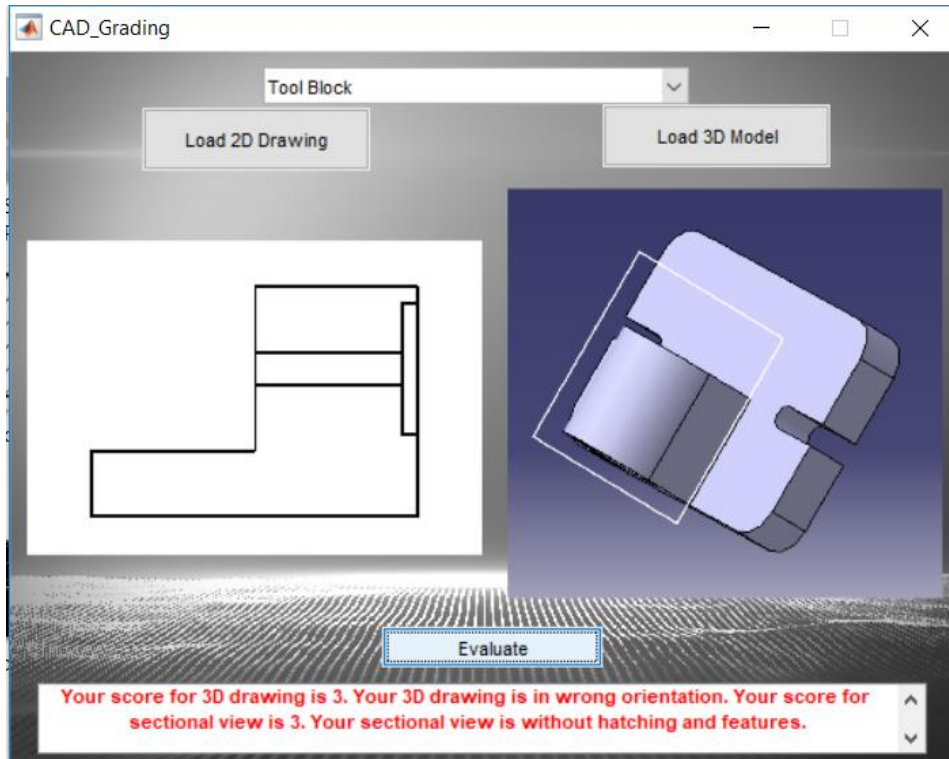 CAD_Grading
Tool Block
Load 2D Drawing
Load 3D Model
Evaluate
Your score for 3D drawing is 3. Your 3D drawing is in wrong orientation. Your score for
sectional view is 3. Your sectional view is without hatching and features.